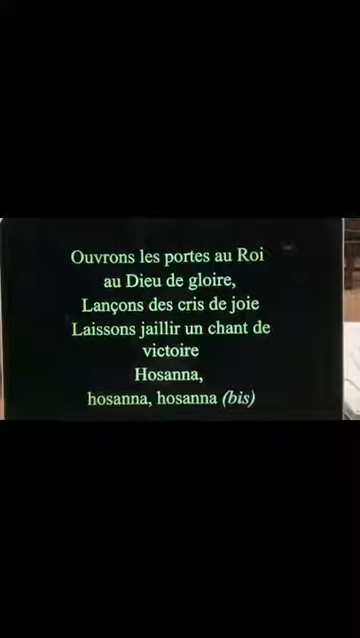 Ouvrons les portes au Roi
au Dieu de gloire,
Lançons des cris de joie
Laissons jaillir un chant de
victoire
Hosanna,
hosanna, hosanna (bis)